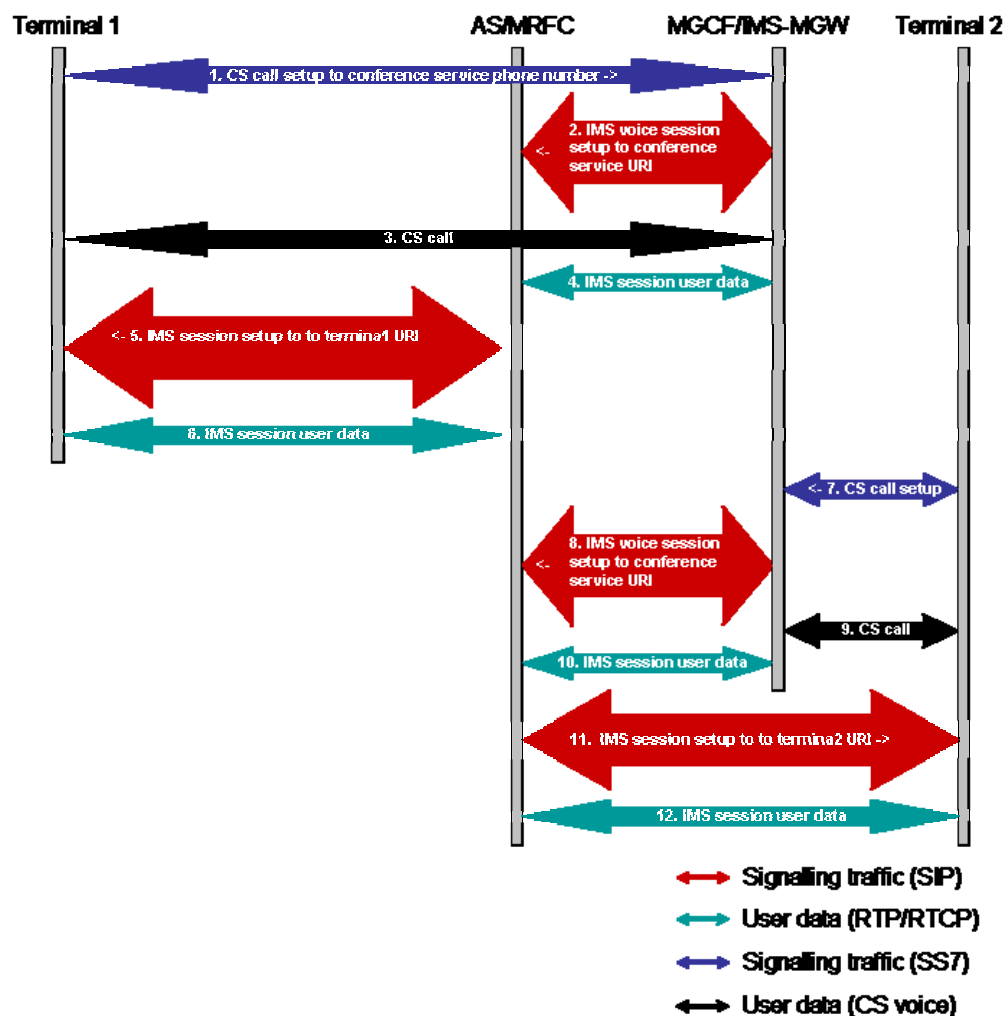 Terminal 1
AS/MRFC
MGCF/IMS-MGW
Terminal 2
1. CS call setup to conference service phone number ->
2. IMS voice session
<- setup to conference
service URI
3. CS call
4. IMS session user data
<- 5. IMS session setup to to termina1 URI
6. IMS session user data
<- 7. CS call setup
8. IMS voice session
<- setup to conference
service URI
9. CS call
10. IMS session user data
11. IMS session setup to to termina2 URI ->
12. IMS session user data
Signalling traffic (SIP)
User data (RTP/RTCP)
Signalling traffic (SS7)
User data (CS voice)